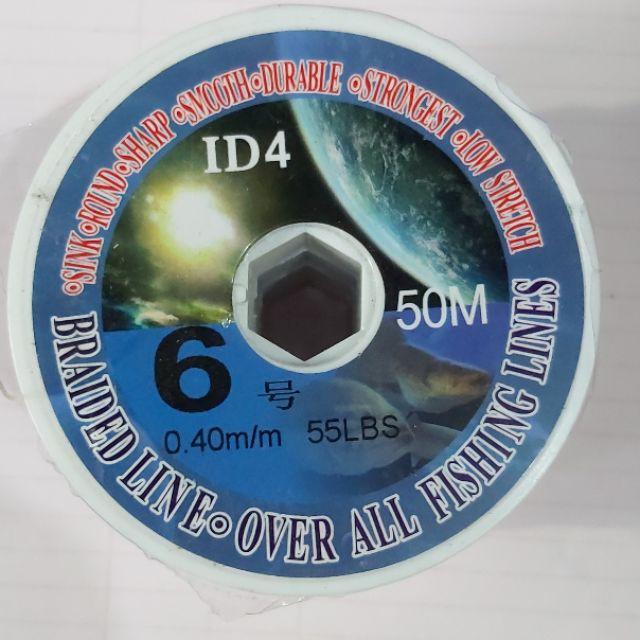 SINK ROUND SHARP SMOOTH DURABLE STRONGEST LOW STRETCH
ID4
50M
6号
0.40m/m 55LBS
BRAIDED LINE OVER ALL FISHING LINES